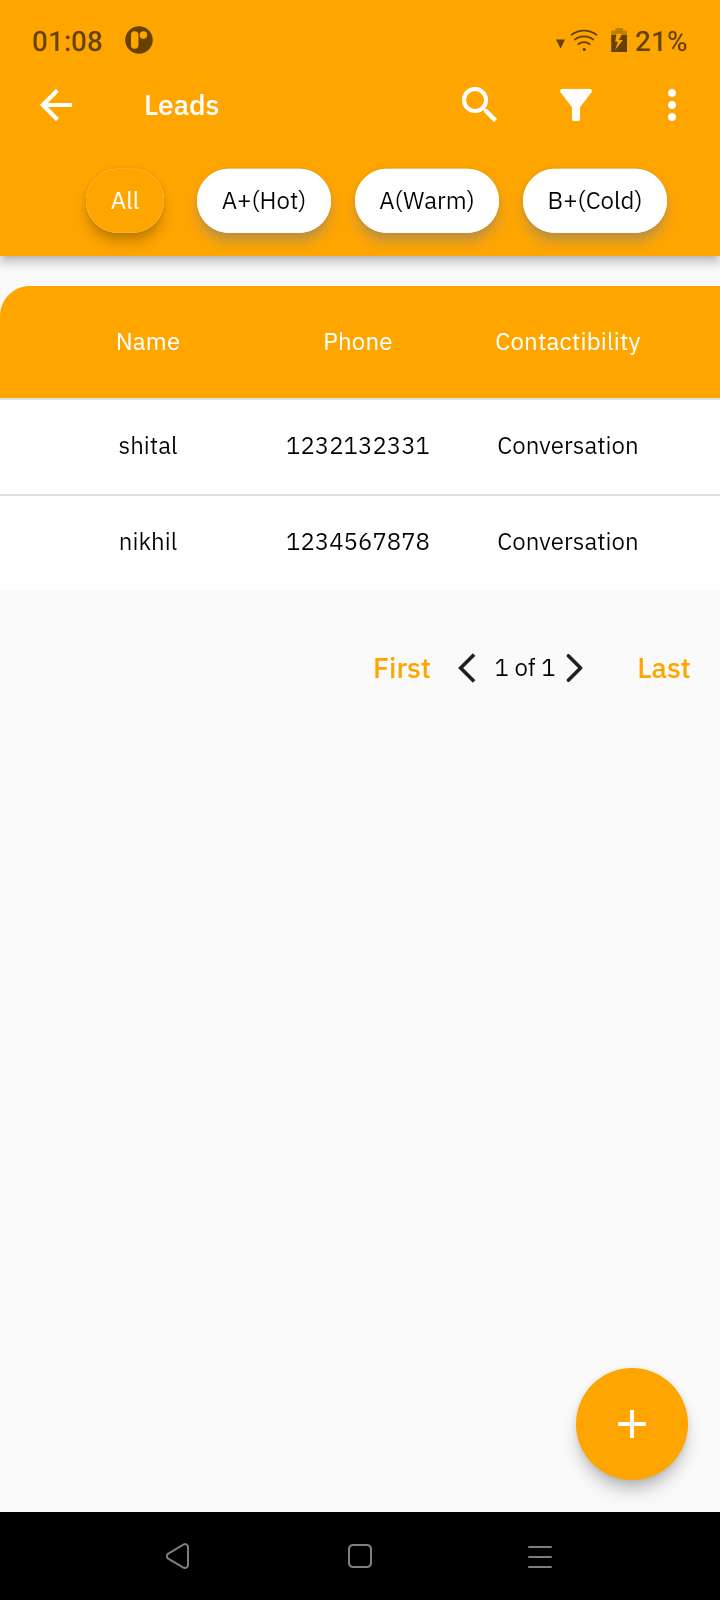 01:08 21%
Leads
All A+(Hot) A(Warm) B+(Cold)
Name Phone Contactibility
shital 1232132331 Conversation
nikhil 1234567878 Conversation
First 1 of 1 Last